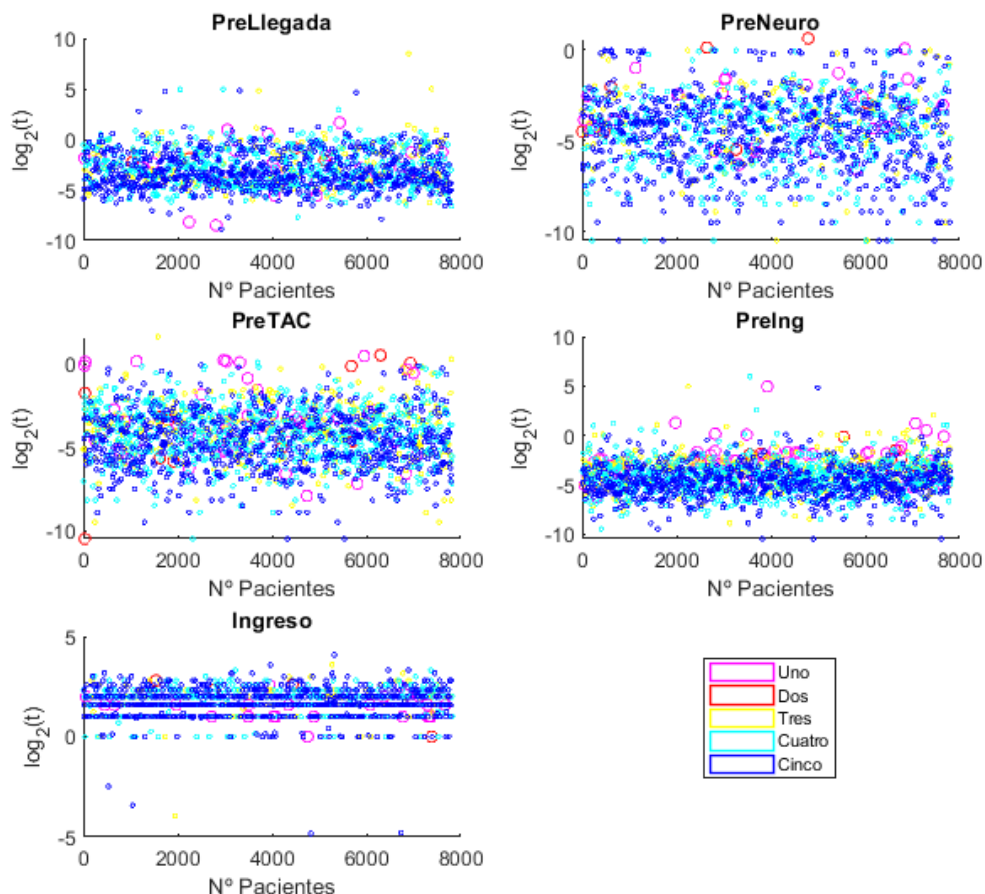 PreLlegada
10
5
0
-5
-10
log2(t)
0 2000 4000 6000 8000
Nº Pacientes
PreNeuro
0
-5
-10
log2(t)
0 2000 4000 6000 8000
Nº Pacientes
PreTAC
0
-5
-10
log2(t)
0 2000 4000 6000 8000
Nº Pacientes
PreIng
10
5
0
-5
-10
log2(t)
0 2000 4000 6000 8000
Nº Pacientes
Ingreso
5
0
-5
log2(t)
0 2000 4000 6000 8000
Nº Pacientes
Uno
Dos
Tres
Cuatro
Cinco